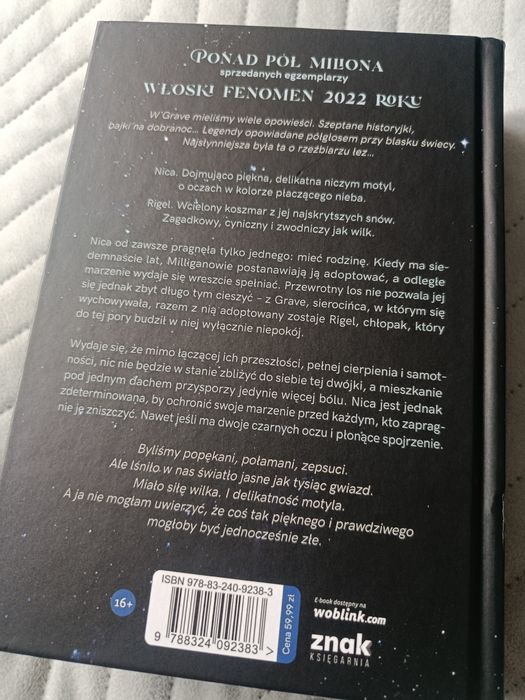 PONAD PÓŁ MILIONA
sprzedanych egzemplarzy
WŁOSKI FENOMEN 2022 ROKU
W Grave mieliśmy wiele opowieści. Szeptane historyjki,
bajki na dobranoc... Legendy opowiadane półgłosem przy blasku świecy.
Najsłynniejsza była ta o rzeźbiarzu łez...
Nica. Dojmująco piękna, delikatna niczym motyl,
o oczach w kolorze płaczącego nieba.
Rigel. Wcielony koszmar z jej najskrytszych snów.
Zagadkowy, cyniczny i zwodniczy jak wilk.
Nica od zawsze pragnęła tylko jednego: mieć rodzinę. Kiedy ma sie-
demnaście lat, Milliganowie postanawiają ją adoptować, a odległe
marzenie wydaje się wreszcie spełniać. Przewrotny los nie pozwala jej
się jednak zbyt długo tym cieszyć – z Grave, sierocińca, w którym się
wychowywała, razem z nią adoptowany zostaje Rigel, chłopak, który
do tej pory budził w niej wyłącznie niepokój.
Wydaje się, że mimo łączącej ich przeszłości, pełnej cierpienia i samot-
ności, nic nie będzie w stanie zbliżyć do siebie tej dwójki, a mieszkanie
pod jednym dachem przysporzy jedynie więcej bólu. Nica jest jednak
zdeterminowana, by ochronić swoje marzenie przed każdym, kto zaprag-
nie je zniszczyć. Nawet jeśli ma dwoje czarnych oczu i płonące spojrzenie.
Byliśmy popękani, połamani, zepsuci.
Ale lśniło w nas światło jasne jak tysiąc gwiazd.
Miało siłę wilka. I delikatność motyla.
A ja nie mogłam uwierzyć, że coś tak pięknego i prawdziwego
mogłoby być jednocześnie złe.
16+
ISBN 978-83-240-9238-3
9 788324 092383 >
Cena 59,99 zł
E-book dostępny na
woblink.com
znak
KSIĘGARNIA